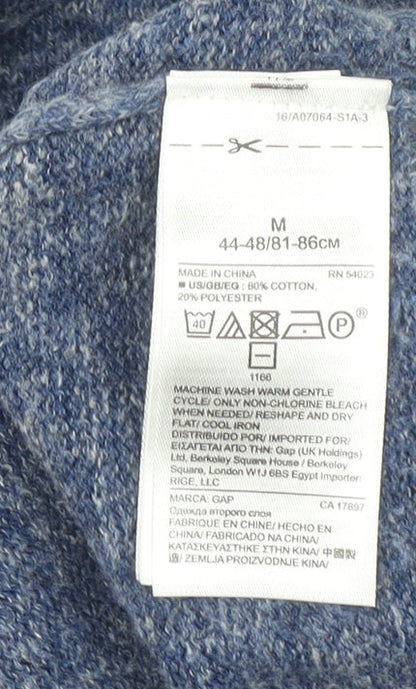 16/A07064-S1A-3
M
44-48/81-86CM
MADE IN CHINA RN 54023
■ US/GB/EG : 80% COTTON,
20% POLYESTER
40 P ®
1166
MACHINE WASH WARM GENTLE
CYCLE/ ONLY NON-CHLORINE BLEACH
WHEN NEEDED/ RESHAPE AND DRY
FLAT/ COOL IRON
DISTRIBUIDO POR/ IMPORTED FOR/
ΕΙΣΑΓΕΤΑΙ ΑΠΟ ΤΗΝ: Gap (UK Holdings)
Ltd, Berkeley Square House / Berkeley
Square, London W1J 6BS Egypt importer:
RIGE, LLC
MARCA: GAP CA 17697
Одежда второго слоя
FABRIQUE EN CHINE/ HECHO EN
CHINA/ FABRICADO NA CHINA/
ΚΑΤΑΣΚΕΥΑΣΤΗΚΕ ΣΤΗΝ ΚΙΝΑ/ 中國製
造/ ZEMLJA PROIZVODNJE KINA/